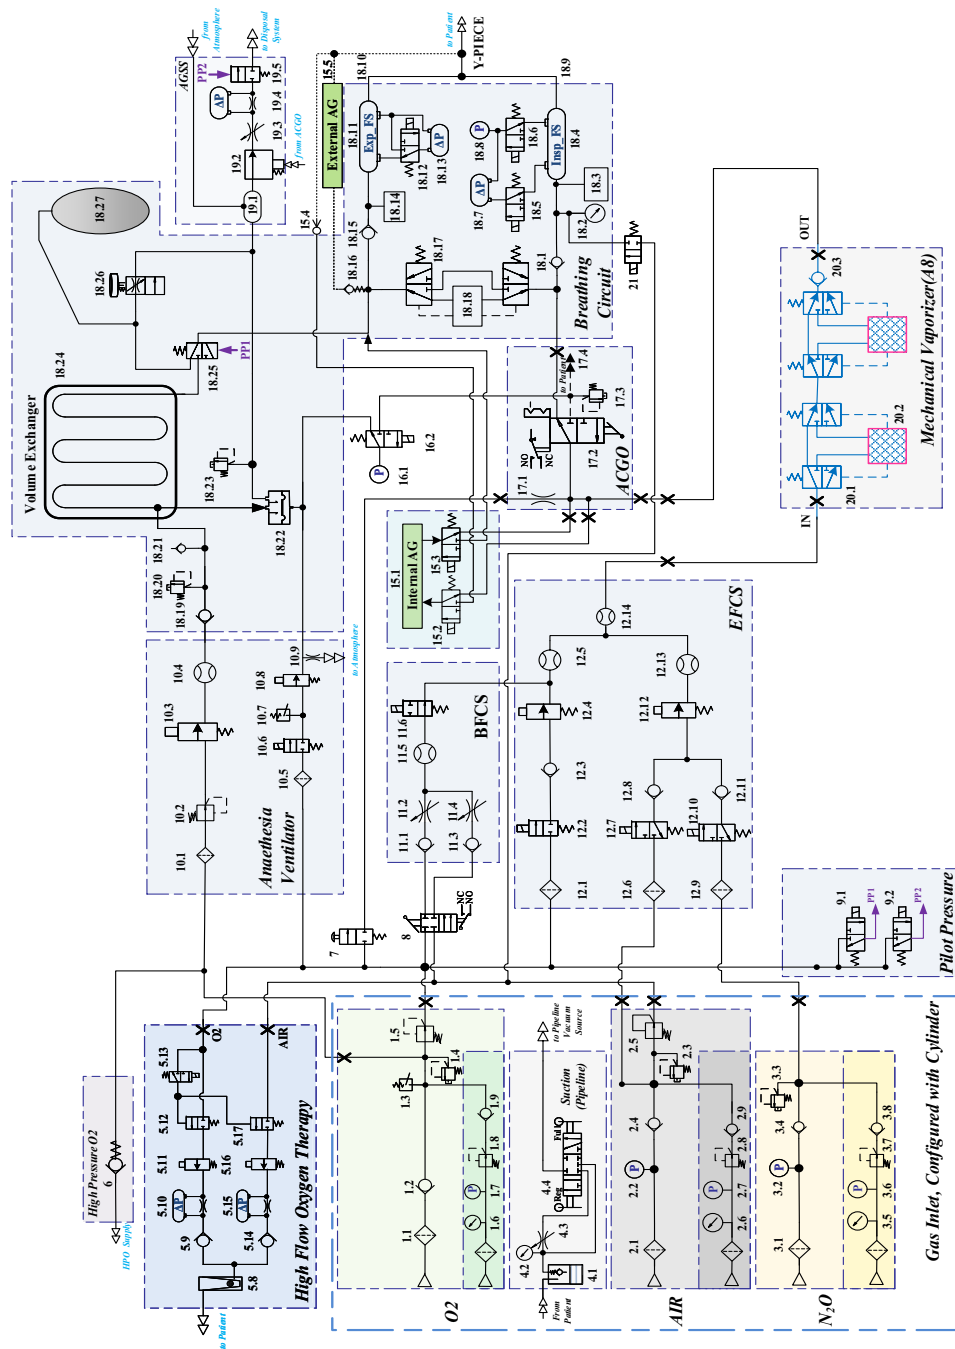 from
Atmosphere
to Disposal
System
AGSS
PP2
19.5
ΔP
19.4
19.3
19.2
from ACGO
19.1
to Patient
Y-PIECE
15.5
18.10
18.9
External AG
18.11
Exp_FS
18.12
18.13
ΔP
P
18.8
18.6
Insp_FS
18.4
ΔP
18.7
18.5
18.3
18.2
18.14
18.15
15.4
18.16
18.17
18.18
18.1
21
Breathing
Circuit
18.27
18.26
18.24
18.25
PP1
Volume Exchanger
18.23
18.22
18.21
18.20
18.19
to Patient
17.4
17.3
16.2
P
16.1
NO
NC
17.2
17.1
ACGO
15.1
Internal AG
15.3
15.2
OUT
20.3
20.2
20.1
IN
Mechanical Vaporizer(A8)
10.4
10.3
10.2
10.1
10.9
to Atmosphere
10.8
10.7
10.6
10.5
Anaethesia
Ventilator
11.6
BFCS
11.5
11.2
11.4
11.1
11.3
EFCS
12.14
12.5
12.13
12.4
12.12
12.3
12.8
12.11
12.2
12.7
12.10
12.1
12.6
12.9
7
8
NC
NO
9.1
PP1
9.2
PP2
Pilot Pressure
High Pressure O2
6
HPO Supply
O2
AIR
5.13
5.12
5.17
5.11
5.16
5.10
ΔP
5.15
ΔP
5.9
5.14
5.8
to Patient
High Flow Oxygen Therapy
1.5
1.4
1.3
1.9
1.8
1.2
P
1.7
1.6
1.1
O2
to Pipeline
Vacuum
Source
Suction
(Pipeline)
Full
Reg
4.4
4.3
4.2
4.1
From
Patient
2.5
2.3
2.4
2.9
2.8
P
2.2
P
2.7
2.6
2.1
AIR
3.3
3.4
3.8
3.7
P
3.2
P
3.6
3.5
3.1
N2O
Gas Inlet, Configured with Cylinder